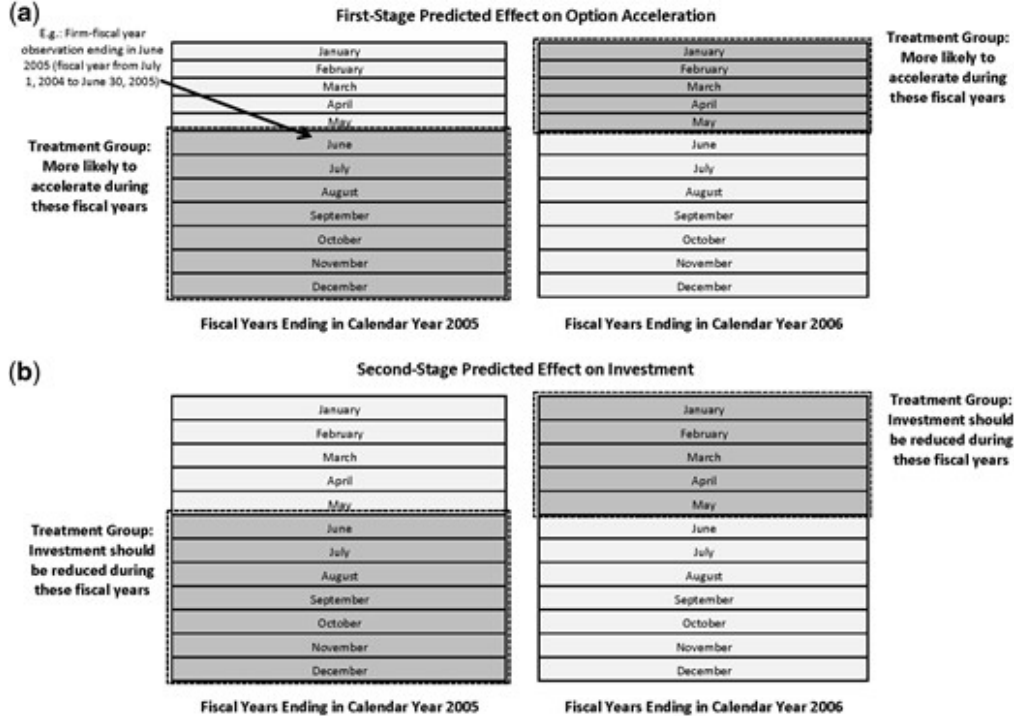 (a)
First-Stage Predicted Effect on Option Acceleration
E.g.: Firm-fiscal year
observation ending in June
2005 (fiscal year from July
1, 2004 to June 30, 2005)
Treatment Group:
More likely to
accelerate during
these fiscal years
January
February
March
April
May
June
July
August
September
October
November
December
Fiscal Years Ending in Calendar Year 2005
January
February
March
April
May
June
July
August
September
October
November
December
Fiscal Years Ending in Calendar Year 2006
Treatment Group:
More likely to
accelerate during
these fiscal years
(b)
Second-Stage Predicted Effect on Investment
Treatment Group:
Investment should
be reduced during
these fiscal years
January
February
March
April
May
June
July
August
September
October
November
December
Fiscal Years Ending in Calendar Year 2005
January
February
March
April
May
June
July
August
September
October
November
December
Fiscal Years Ending in Calendar Year 2006
Treatment Group:
Investment should
be reduced during
these fiscal years